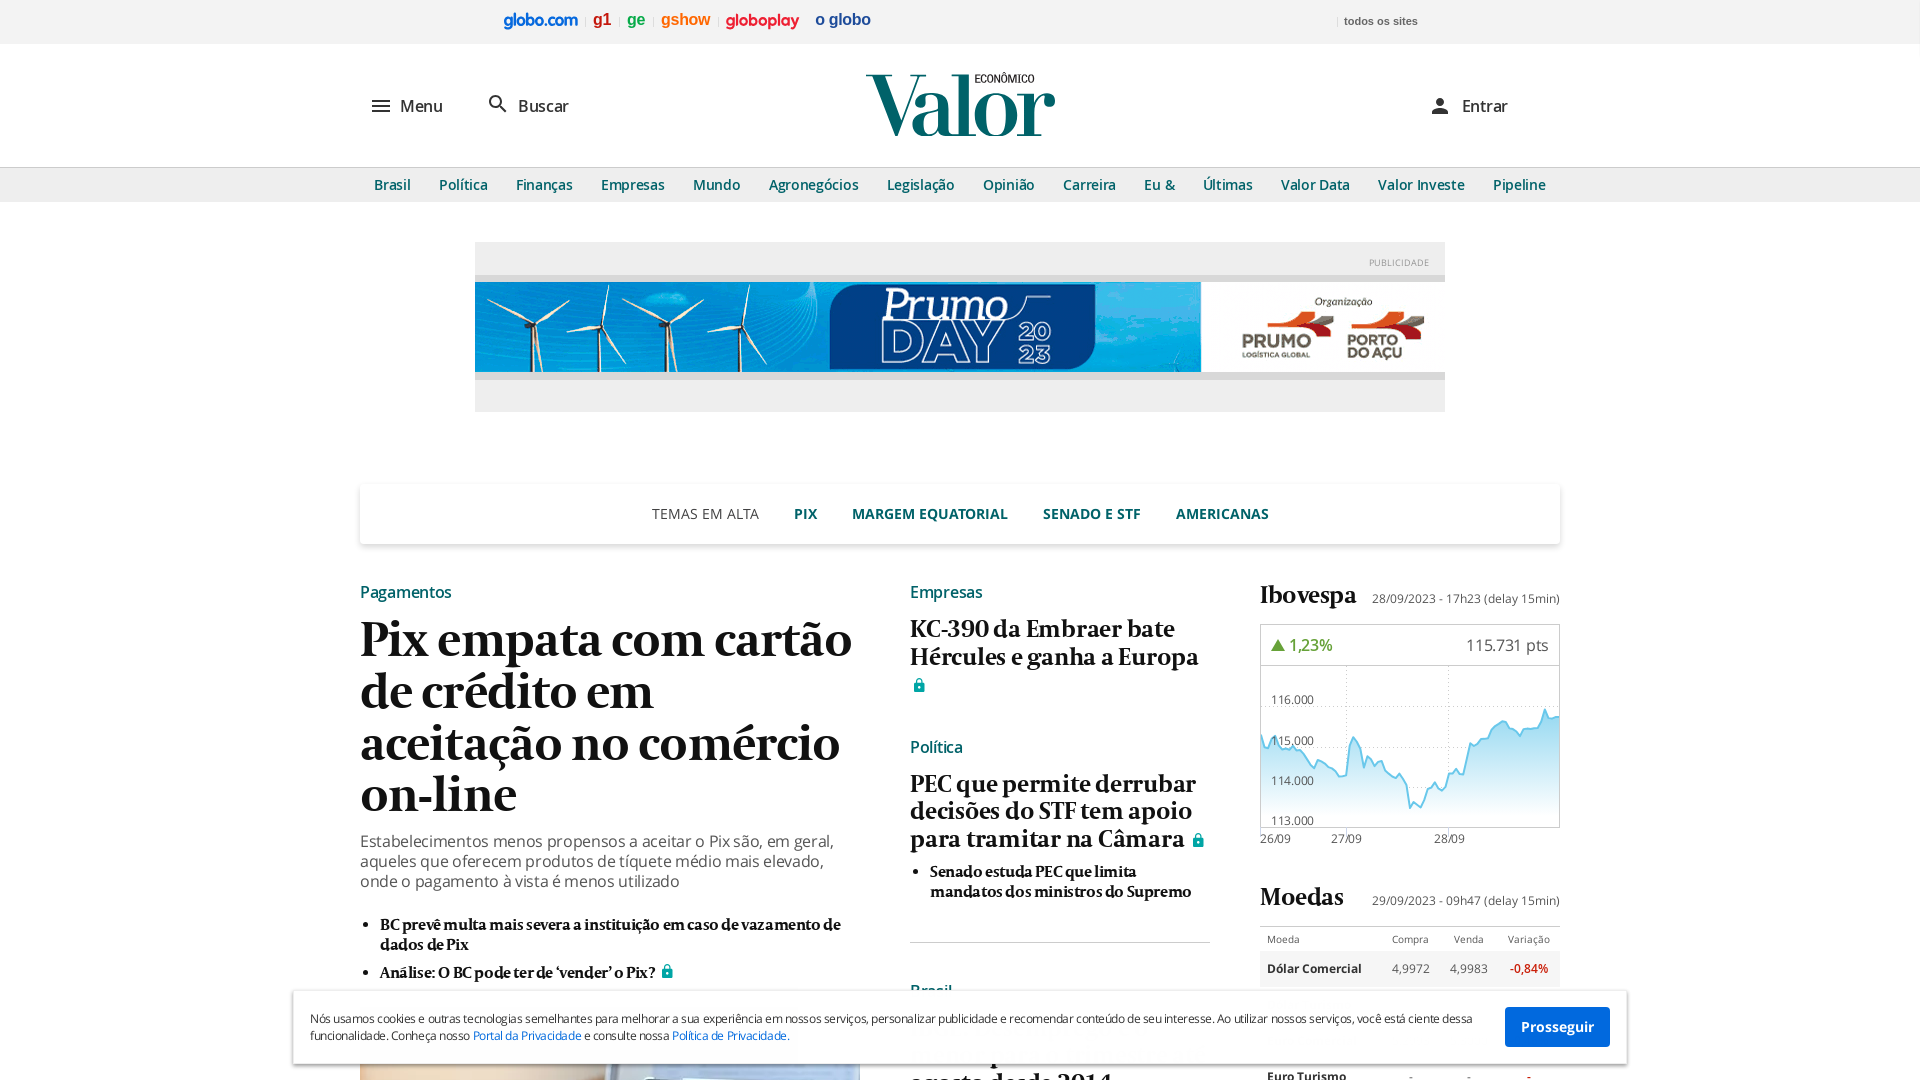 globo.com g1 ge gshow globoplay o globo todos os sites
Menu
Buscar
Valor ECONÔMICO
Entrar
Brasil Política Finanças Empresas Mundo Agronegócios Legislação Opinião Carreira Eu & Últimas Valor Data Valor Investe Pipeline
PUBLICIDADE
Prumo
DAY 2023
Organização
PRUMO
LOGÍSTICA GLOBAL
PORTO
DO AÇU
TEMAS EM ALTA PIX MARGEM EQUATORIAL SENADO E STF AMERICANAS
Pagamentos
Pix empata com cartão
de crédito em
aceitação no comércio
on-line
Estabelecimentos menos propensos a aceitar o Pix são, em geral,
aqueles que oferecem produtos de tíquete médio mais elevado,
onde o pagamento à vista é menos utilizado
BC prevê multa mais severa a instituição em caso de vazamento de
dados de Pix
Análise: O BC pode ter de ‘vender’ o Pix?
Empresas
KC-390 da Embraer bate
Hércules e ganha a Europa
Política
PEC que permite derrubar
decisões do STF tem apoio
para tramitar na Câmara
Senado estuda PEC que limita
mandatos dos ministros do Supremo
Brasil
agosto desde 2014
Ibovespa 28/09/2023 - 17h23 (delay 15min)
1,23% 115.731 pts
116.000
115.000
114.000
113.000
26/09 27/09 28/09
Moedas 29/09/2023 - 09h47 (delay 15min)
Moeda Compra Venda Variação
Dólar Comercial 4,9972 4,9983 -0,84%
Euro Turismo - - -
Nós usamos cookies e outras tecnologias semelhantes para melhorar a sua experiência em nossos serviços, personalizar publicidade e recomendar conteúdo de seu interesse. Ao utilizar nossos serviços, você está ciente dessa
funcionalidade. Conheça nosso Portal da Privacidade e consulte nossa Política de Privacidade.
Prosseguir